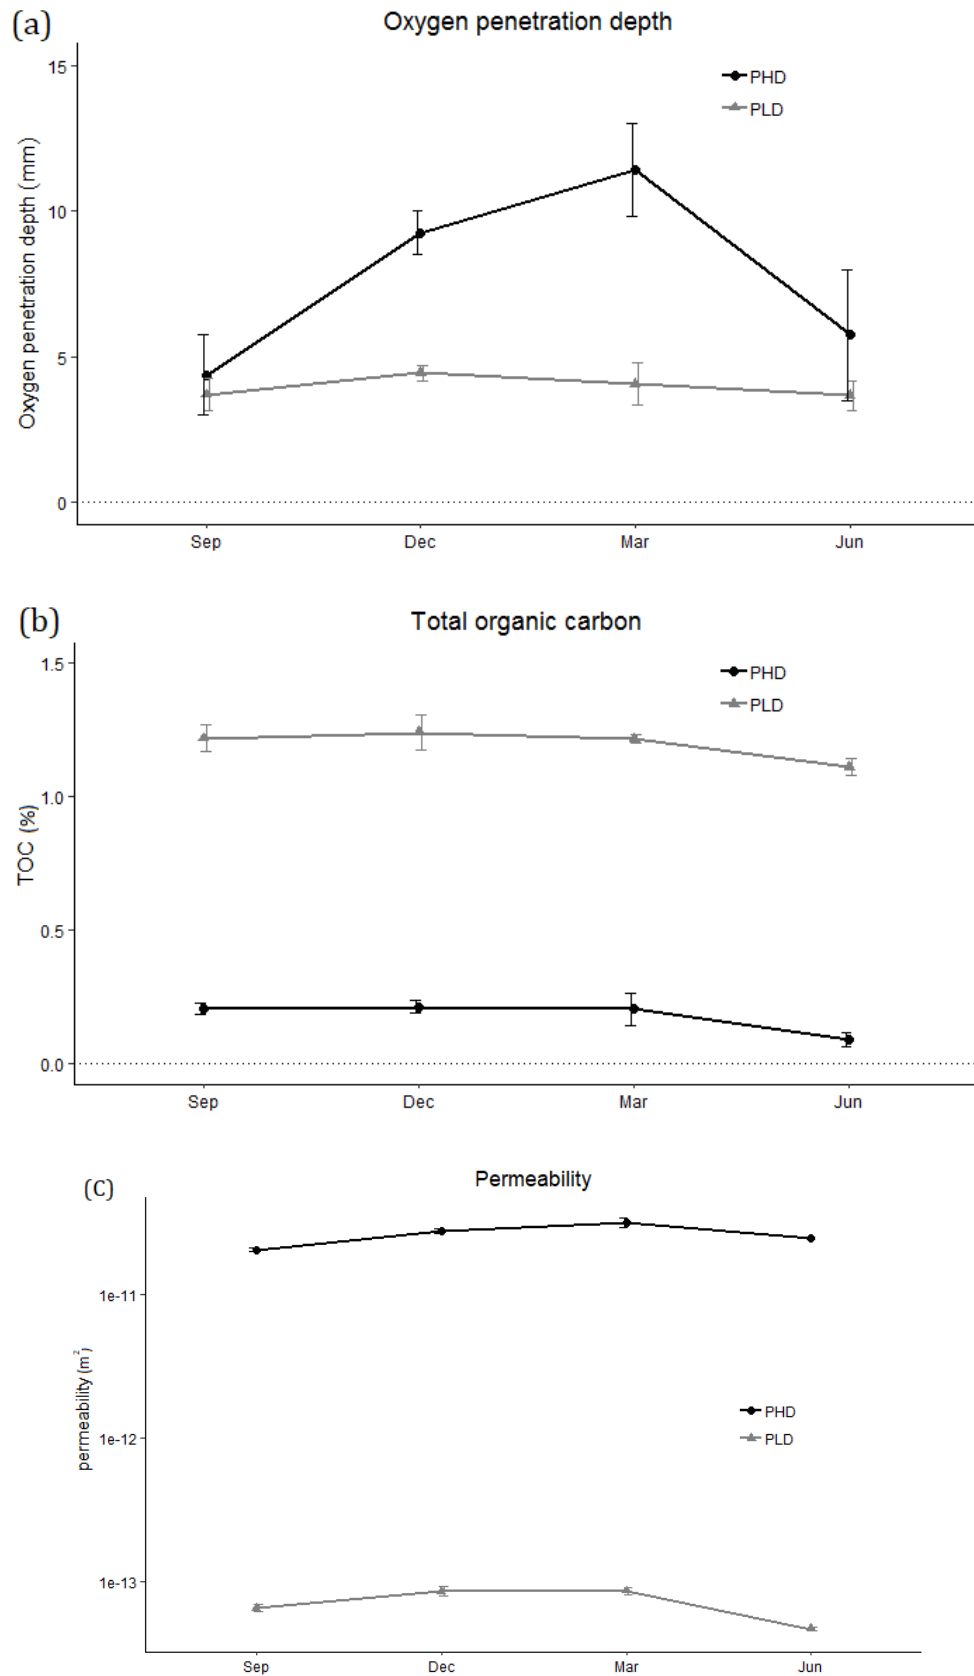 (a)
Oxygen penetration depth
PHD
PLD
Oxygen penetration depth (mm)
15
10
5
0
Sep Dec Mar Jun
(b)
Total organic carbon
PHD
PLD
TOC (%)
1.5
1.0
0.5
0.0
Sep Dec Mar Jun
(C)
Permeability
permeability (m²)
1e-11
1e-12
1e-13
PHD
PLD
Sep Dec Mar Jun